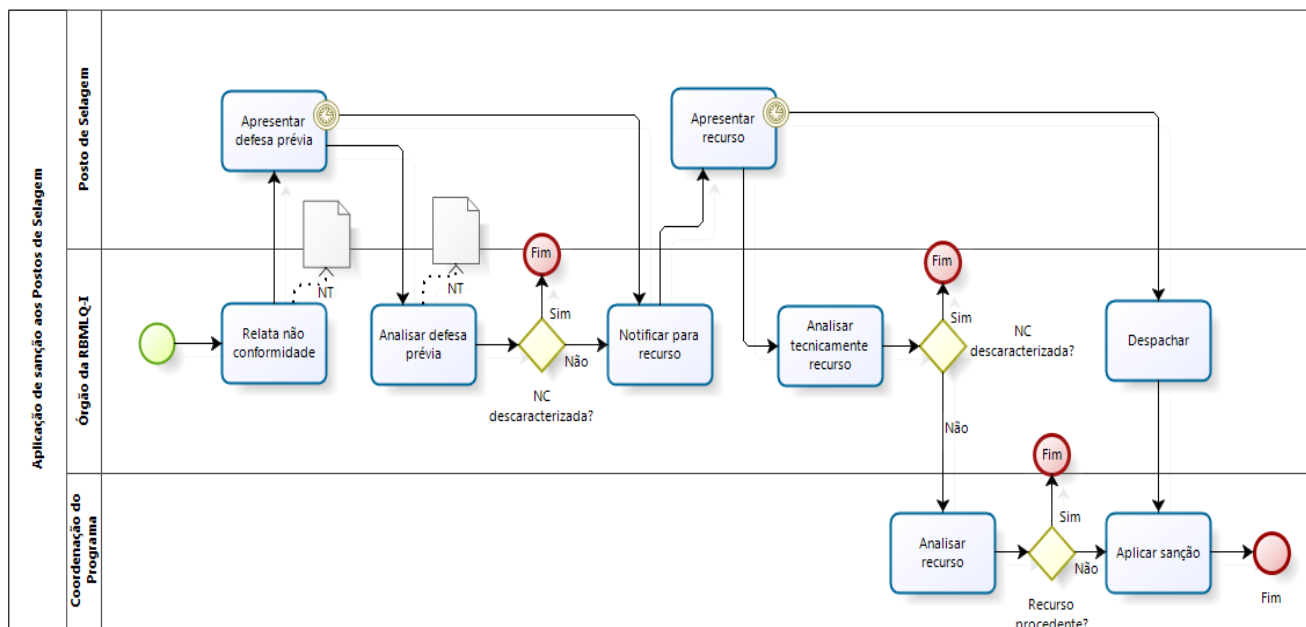 Aplicação de sanção aos Postos de Selagem
Posto de Selagem
Apresentar
defesa prévia
Apresentar
recurso
Órgão da RBMLQ-I
Relata não
conformidade
NT
Analisar defesa
prévia
NT
Fim
Sim
Não
NC
descaracterizada?
Notificar para
recurso
Analisar
tecnicamente
recurso
Fim
Sim
NC
descaracterizada?
Não
Despachar
Coordenação do
Programa
Analisar
recurso
Fim
Sim
Não
Recurso
procedente?
Aplicar sanção
Fim